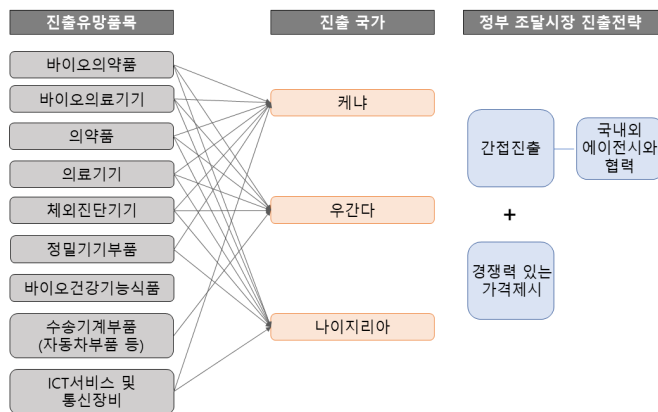 진출유망품목
진출 국가
정부 조달시장 진출전략
바이오의약품
바이오의료기기
의약품
의료기기
체외진단기기
정밀기기부품
바이오건강기능식품
수송기계부품
(자동차부품 등)
ICT서비스 및
통신장비
케냐
우간다
나이지리아
간접진출
국내외
에이전시와
협력
+
경쟁력 있는
가격제시